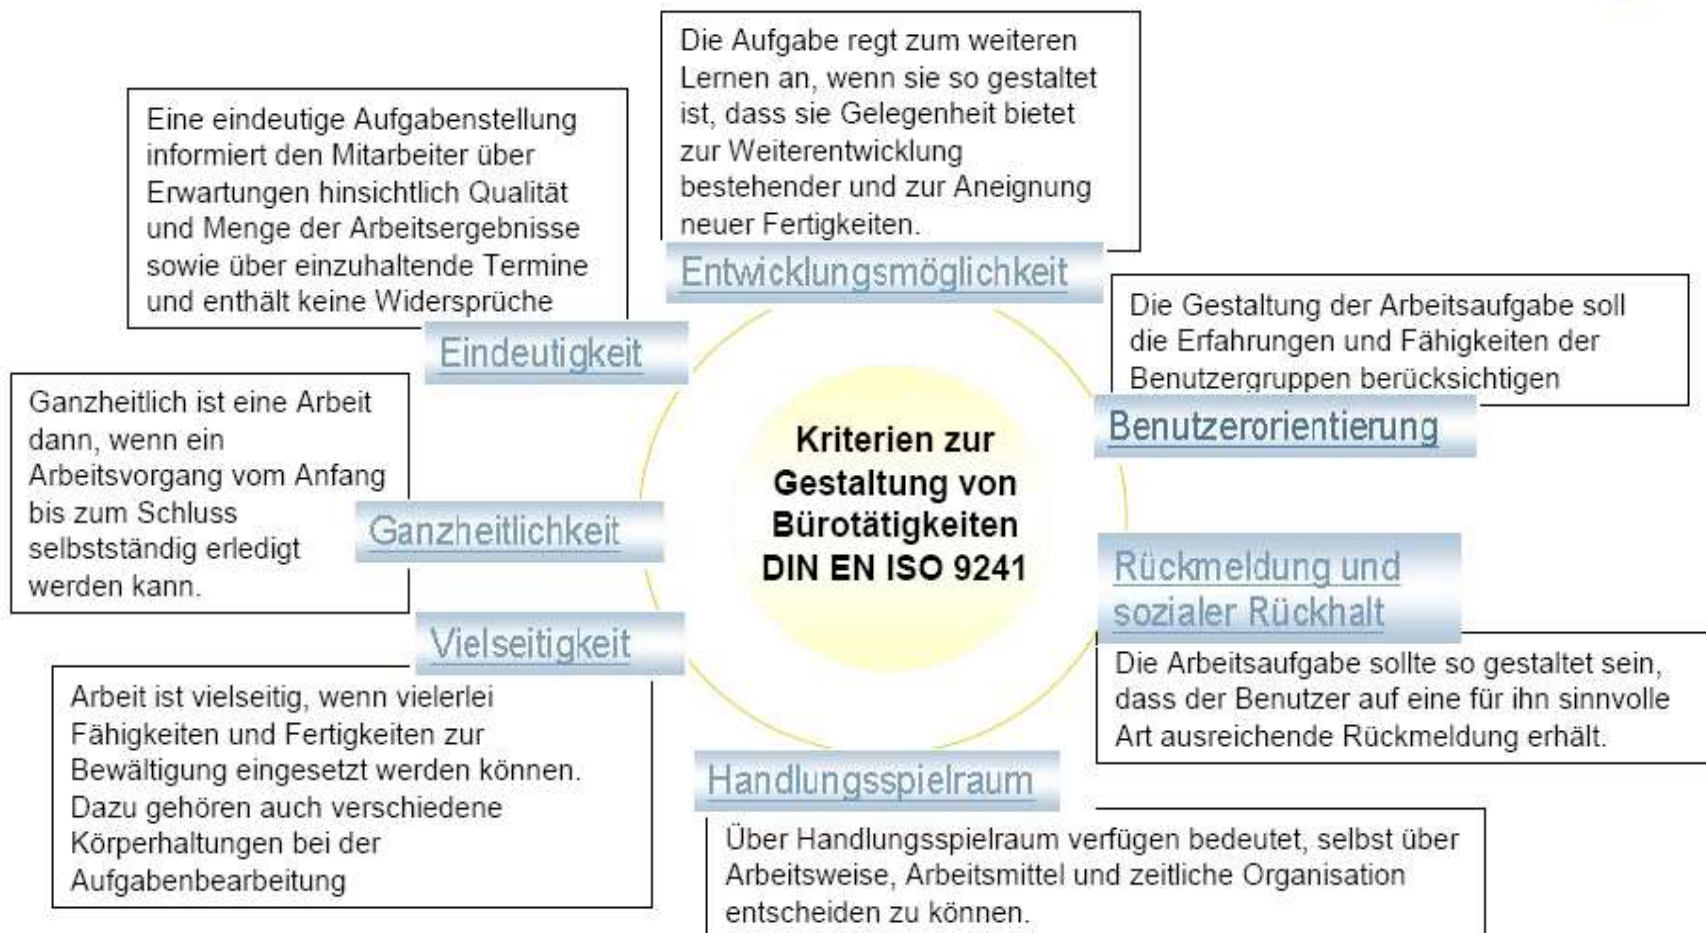 Die Aufgabe regt zum weiteren
Lernen an, wenn sie so gestaltet
ist, dass sie Gelegenheit bietet
zur Weiterentwicklung
bestehender und zur Aneignung
neuer Fertigkeiten.
Entwicklungsmöglichkeit
Eine eindeutige Aufgabenstellung
informiert den Mitarbeiter über
Erwartungen hinsichtlich Qualität
und Menge der Arbeitsergebnisse
sowie über einzuhaltende Termine
und enthält keine Widersprüche
Eindeutigkeit
Die Gestaltung der Arbeitsaufgabe soll
die Erfahrungen und Fähigkeiten der
Benutzergruppen berücksichtigen
Benutzerorientierung
Ganzheitlich ist eine Arbeit
dann, wenn ein
Arbeitsvorgang vom Anfang
bis zum Schluss
selbstständig erledigt
werden kann.
Ganzheitlichkeit
Kriterien zur
Gestaltung von
Bürotätigkeiten
DIN EN ISO 9241
Rückmeldung und
sozialer Rückhalt
Die Arbeitsaufgabe sollte so gestaltet sein,
dass der Benutzer auf eine für ihn sinnvolle
Art ausreichende Rückmeldung erhält.
Vielseitigkeit
Arbeit ist vielseitig, wenn vielerlei
Fähigkeiten und Fertigkeiten zur
Bewältigung eingesetzt werden können.
Dazu gehören auch verschiedene
Körperhaltungen bei der
Aufgabenbearbeitung
Handlungsspielraum
Über Handlungsspielraum verfügen bedeutet, selbst über
Arbeitsweise, Arbeitsmittel und zeitliche Organisation
entscheiden zu können.